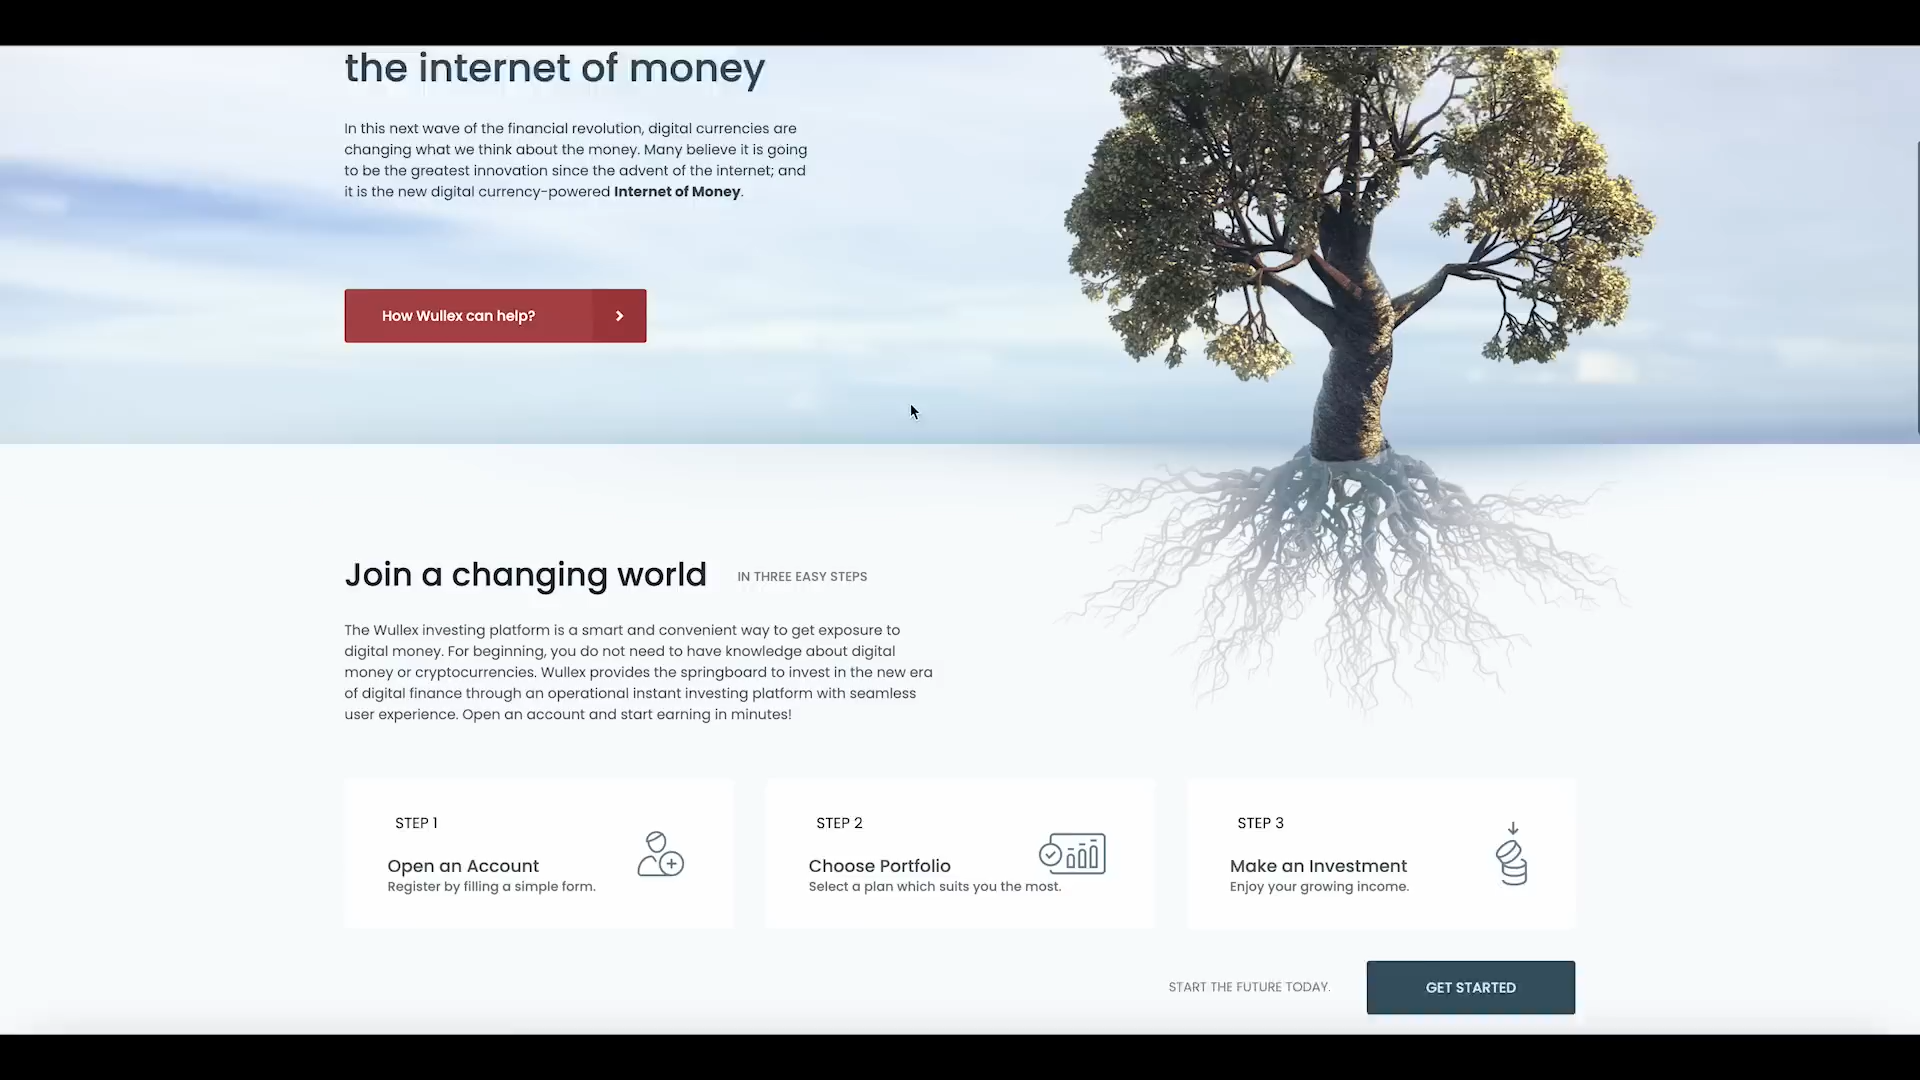 the internet of money
In this next wave of the financial revolution, digital currencies are
changing what we think about the money. Many believe it is going
to be the greatest innovation since the advent of the internet; and
it is the new digital currency-powered Internet of Money.
How Wullex can help?
Join a changing world
IN THREE EASY STEPS
The Wullex investing platform is a smart and convenient way to get exposure to
digital money. For beginning, you do not need to have knowledge about digital
money or cryptocurrencies. Wullex provides the springboard to invest in the new era
of digital finance through an operational instant investing platform with seamless
user experience. Open an account and start earning in minutes!
STEP 1
Open an Account
Register by filling a simple form.
STEP 2
Choose Portfolio
Select a plan which suits you the most.
STEP 3
Make an Investment
Enjoy your growing income.
START THE FUTURE TODAY.
GET STARTED